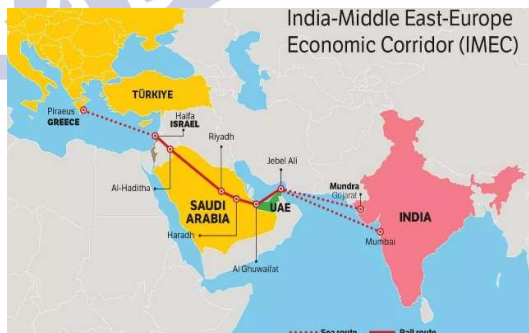 India-Middle East-Europe
Economic Corridor (IMEC)
TÜRKIYE
Piraeus
GREECE
Haifa
ISRAEL
Riyadh
Jebel Ali
Al-Haditha
SAUDI
ARABIA
UAE
Mundra
Gujarat
INDIA
Haradh
Mumbai
Al Ghuwaifat
Sea route
Rail route